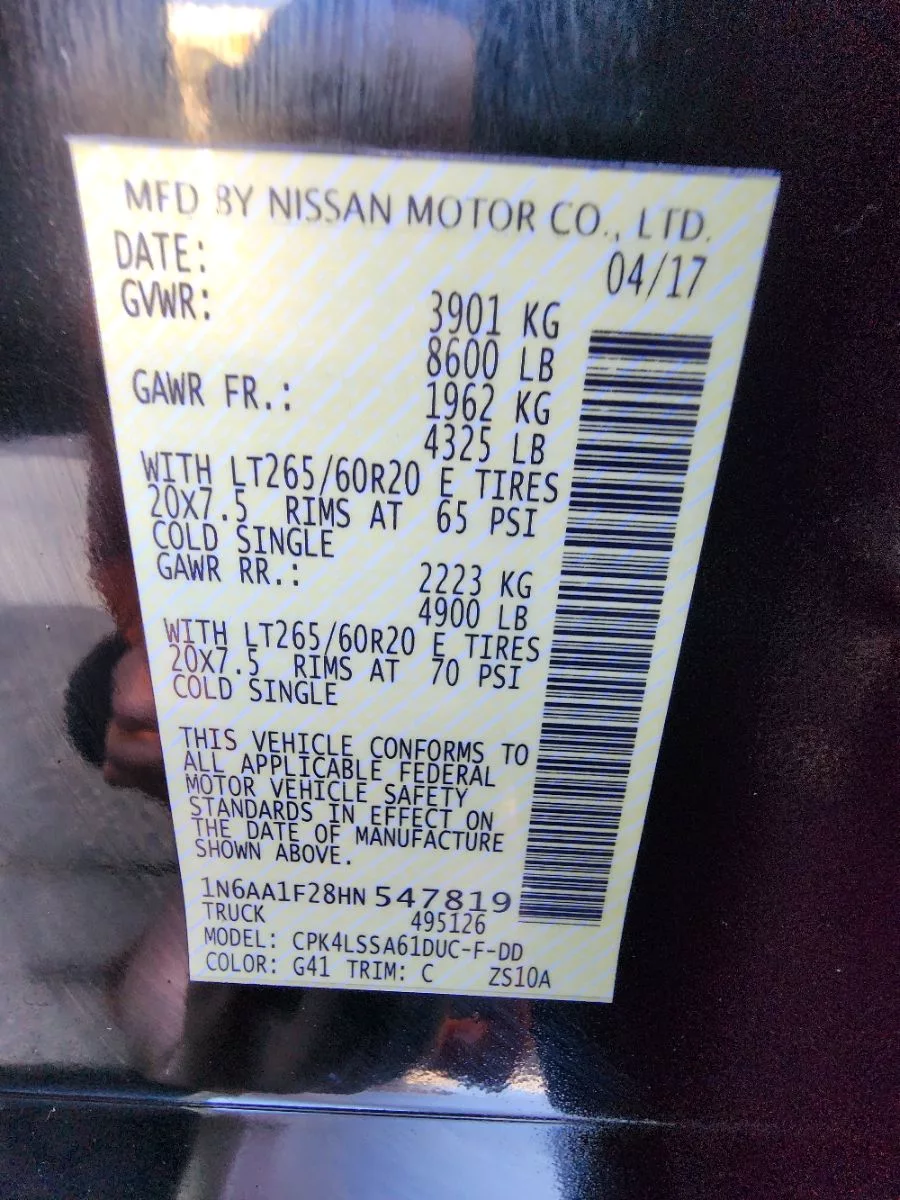 MFD BY NISSAN MOTOR CO., LTD.
DATE: 04/17
GVWR: 3901 KG
8600 LB
GAWR FR.: 1962 KG
4325 LB
WITH LT265/60R20 E TIRES
20X7.5 RIMS AT 65 PSI
COLD SINGLE
GAWR RR.: 2223 KG
4900 LB
WITH LT265/60R20 E TIRES
20X7.5 RIMS AT 70 PSI
COLD SINGLE
THIS VEHICLE CONFORMS TO
ALL APPLICABLE FEDERAL
MOTOR VEHICLE SAFETY
STANDARDS IN EFFECT ON
THE DATE OF MANUFACTURE
SHOWN ABOVE.
1N6AA1F28HN547819
TRUCK 495126
MODEL: CPK4LSSA61DUC-F-DD
COLOR: G41 TRIM: C ZS10A